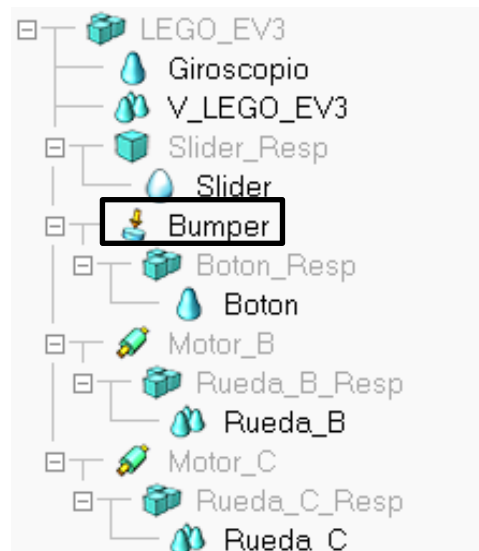 LEGO_EV3
Giroscopio
V_LEGO_EV3
Slider_Resp
Slider
Bumper
Boton_Resp
Boton
Motor_B
Rueda_B_Resp
Rueda_B
Motor_C
Rueda_C_Resp
Rueda_C